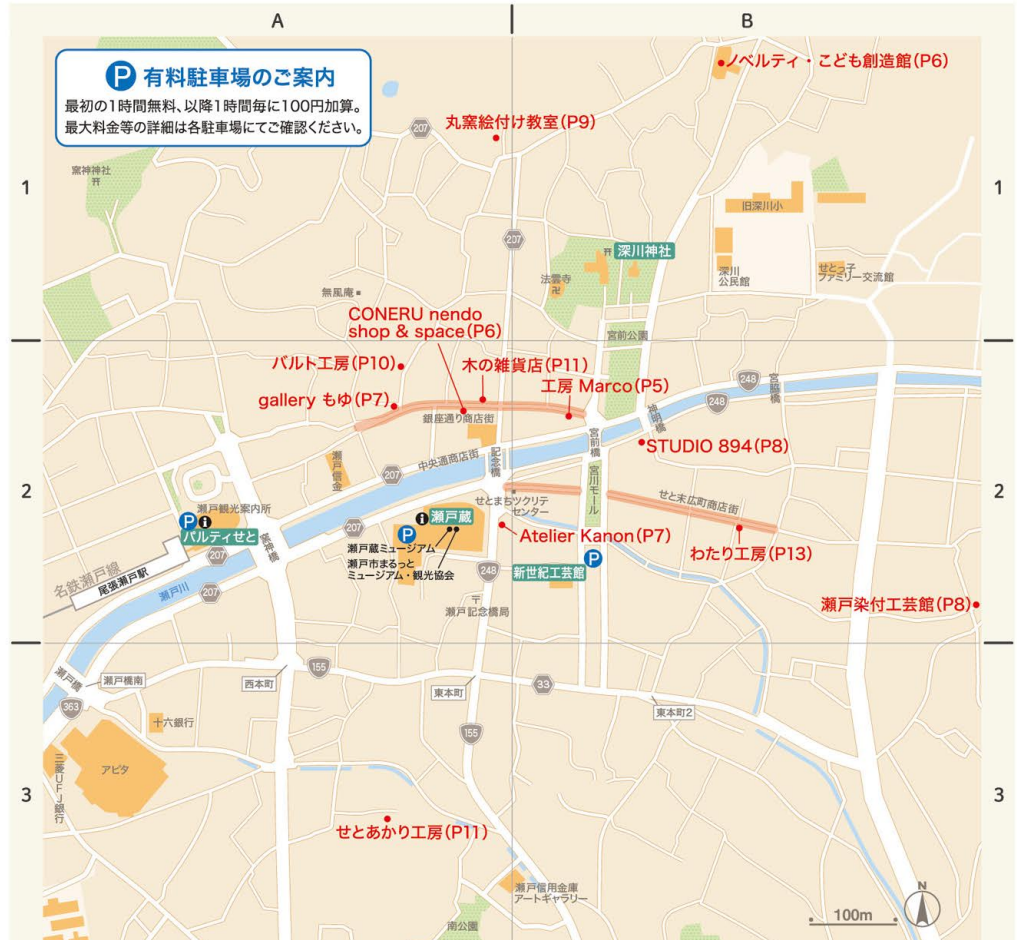 A
B
P 有料駐車場のご案内
最初の1時間無料、以降1時間毎に100円加算。
最大料金等の詳細は各駐車場にてご確認ください。
ノベルティ・こども創造館(P6)
207
丸窯絵付け教室(P9)
窯神神社
1
1
旧深川小
207
深川神社
法雲寺
深川
公民館
せとっ子
ファミリー交流館
無風庵
CONERU nendo
shop & space(P6)
宮前公園
バルト工房(P10)
木の雑貨店(P11)
工房 Marco(P5)
248
宮脇橋
gallery もゆ(P7)
248
銀座通り商店街
神明橋
宮前橋
STUDIO 894(P8)
記念橋
中央通商店街
瀬戸信金
207
宮川モール
2
2
せとまちツクリテ
センター
せと末広町商店街
瀬戸観光案内所
P i
パルティせと
i 瀬戸蔵
P
207
Atelier Kanon(P7)
わたり工房(P13)
瀬戸蔵ミュージアム
瀬戸市まるっと
ミュージアム・観光協会
P
新世紀工芸館
248
207
名鉄瀬戸線
尾張瀬戸駅
瀬戸川
207
〒
瀬戸記念橋局
瀬戸染付工芸館(P8)
瀬戸橋
瀬戸橋南
西本町
155
東本町
33
東本町2
363
十六銀行
155
アピタ
三菱UFJ銀行
3
3
せとあかり工房(P11)
瀬戸信用金庫
アートギャラリー
南公園
100m
N